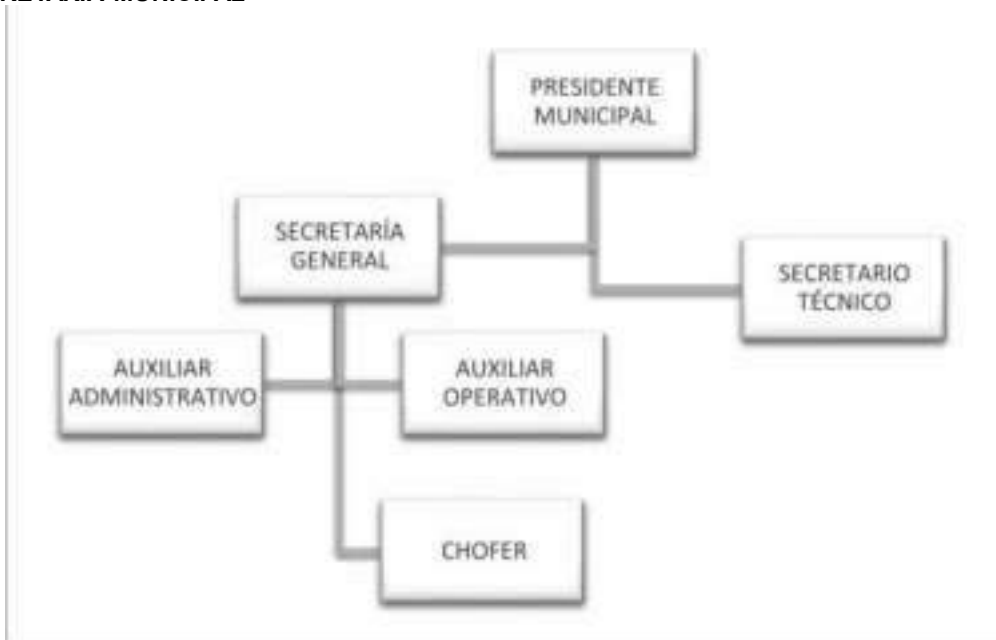 PRESIDENTE
MUNICIPAL
SECRETARÍA
GENERAL
SECRETARIO
TÉCNICO
AUXILIAR
ADMINISTRATIVO
AUXILIAR
OPERATIVO
CHOFER